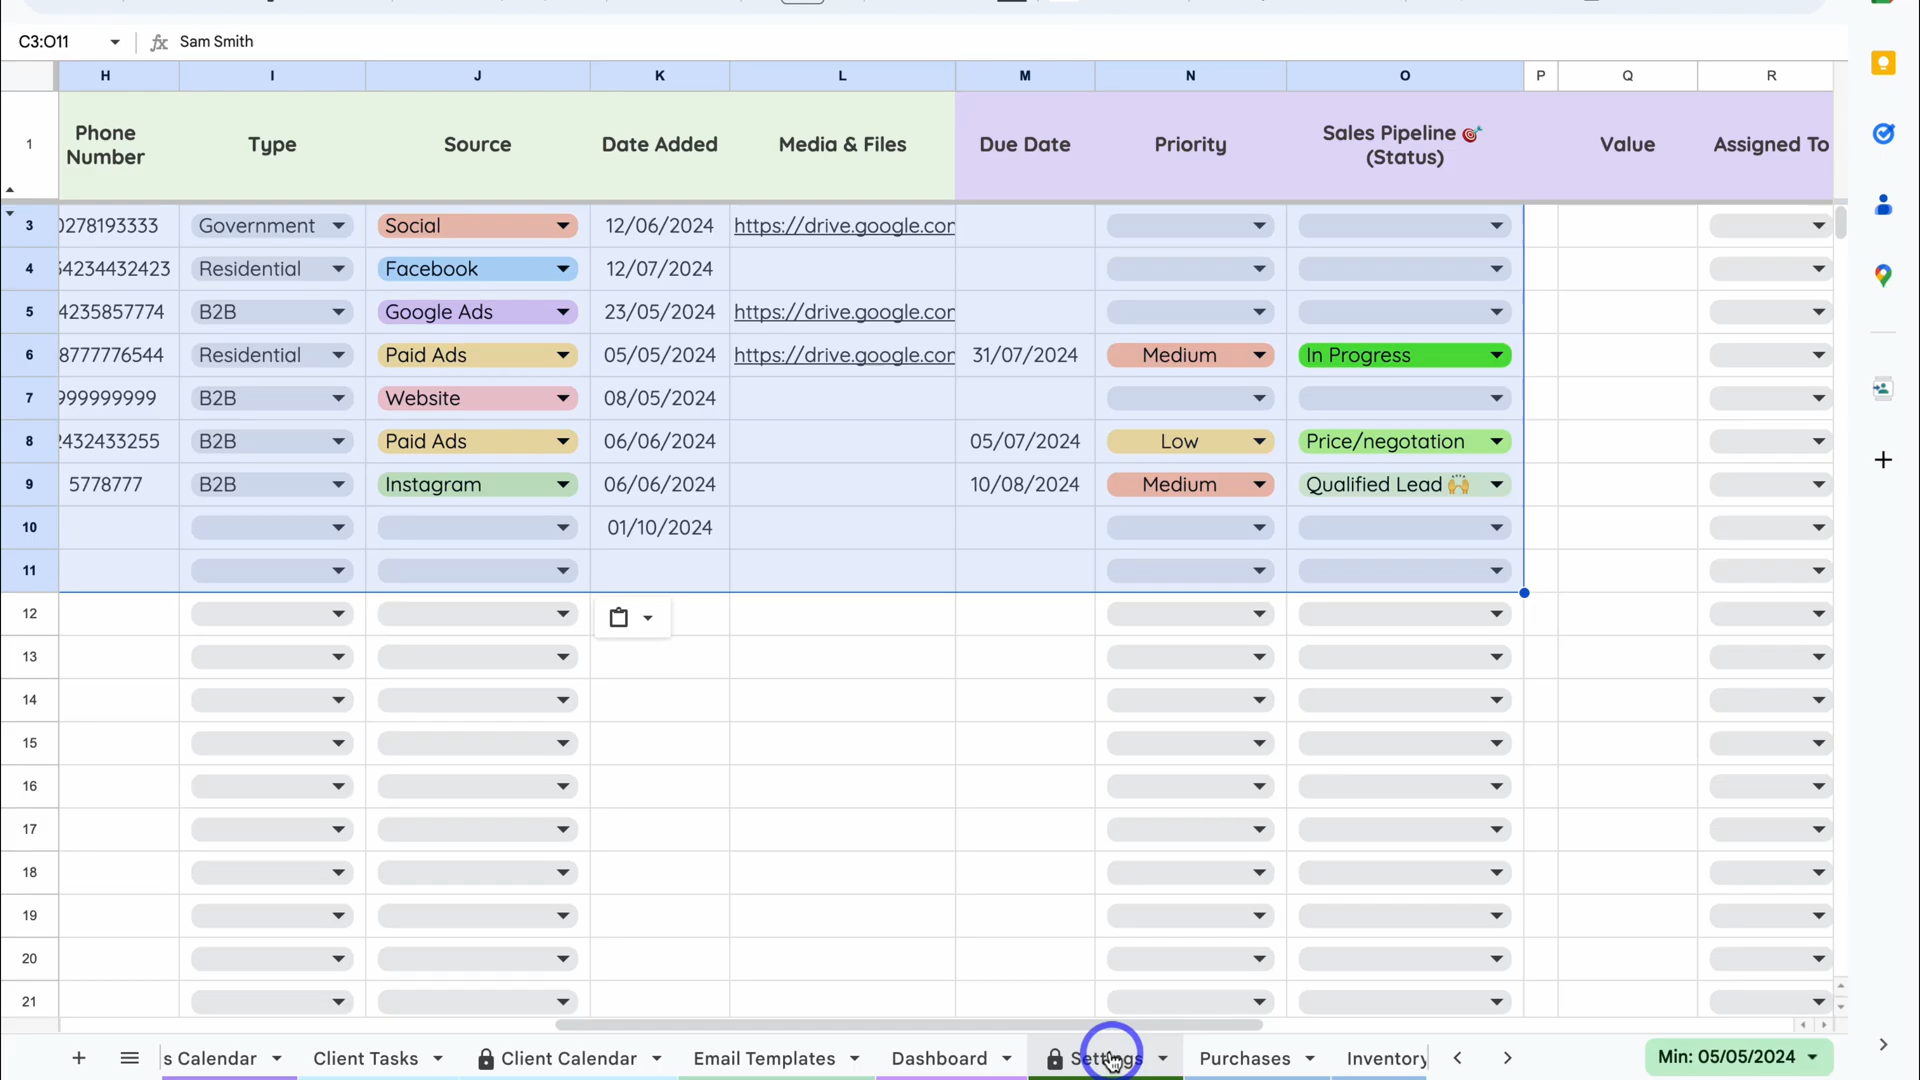 C3:O11 fx Sam Smith
H I J K L M N O P Q R
1 Phone Number Type Source Date Added Media & Files Due Date Priority Sales Pipeline 🎯 (Status) Value Assigned To
3 0278193333 Government Social 12/06/2024 https://drive.google.com
4 34234432423 Residential Facebook 12/07/2024
5 4235857774 B2B Google Ads 23/05/2024 https://drive.google.com
6 8777776544 Residential Paid Ads 05/05/2024 https://drive.google.com 31/07/2024 Medium In Progress
7 999999999 B2B Website 08/05/2024
8 2432433255 B2B Paid Ads 06/06/2024 05/07/2024 Low Price/negotation
9 5778777 B2B Instagram 06/06/2024 10/08/2024 Medium Qualified Lead 🙌
10 01/10/2024
11
12
13
14
15
16
17
18
19
20
21
s Calendar Client Tasks Client Calendar Email Templates Dashboard Settings Purchases Inventory Min: 05/05/2024